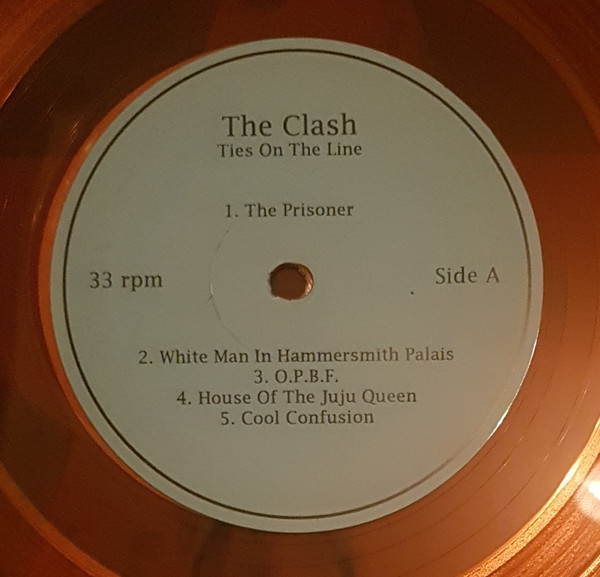 The Clash
Ties On The Line
1. The Prisoner
33 rpm
Side A
2. White Man In Hammersmith Palais
3. O.P.B.F.
4. House Of The Juju Queen
5. Cool Confusion